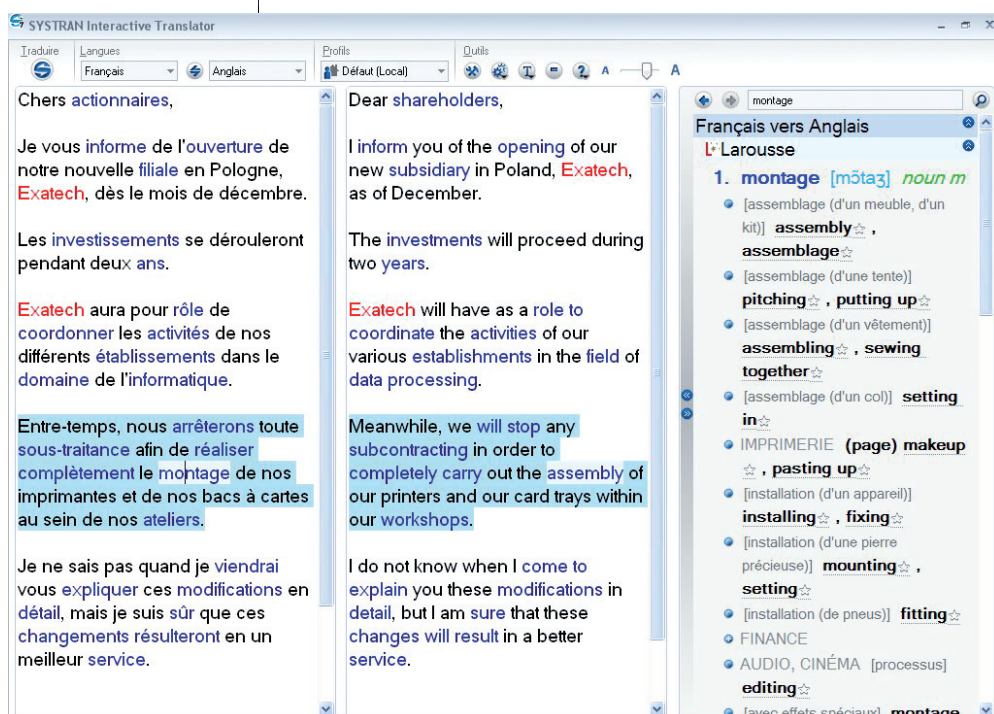 SYSTRAN Interactive Translator
Traduire Langues Profils Outils
Français Anglais Défaut (Local) T ? A A
Chers actionnaires,
Je vous informe de l'ouverture de
notre nouvelle filiale en Pologne,
Exatech, dès le mois de décembre.
Les investissements se dérouleront
pendant deux ans.
Exatech aura pour rôle de
coordonner les activités de nos
différents établissements dans le
domaine de l'informatique.
Entre-temps, nous arrêterons toute
sous-traitance afin de réaliser
complètement le montage de nos
imprimantes et de nos bacs à cartes
au sein de nos ateliers.
Je ne sais pas quand je viendrai
vous expliquer ces modifications en
détail, mais je suis sûr que ces
changements résulteront en un
meilleur service.
Dear shareholders,
I inform you of the opening of our
new subsidiary in Poland, Exatech,
as of December.
The investments will proceed during
two years.
Exatech will have as a role to
coordinate the activities of our
various establishments in the field of
data processing.
Meanwhile, we will stop any
subcontracting in order to
completely carry out the assembly of
our printers and our card trays within
our workshops.
I do not know when I come to
explain you these modifications in
detail, but I am sure that these
changes will result in a better
service.
montage
Français vers Anglais
Larousse
1. montage [mɔ̃taʒ] noun m
[assemblage (d'un meuble, d'un
kit)] assembly☆ ,
assemblage☆
[assemblage (d'une tente)]
pitching☆ , putting up☆
[assemblage (d'un vêtement)]
assembling☆ , sewing
together☆
[assemblage (d'un col)] setting
in☆
IMPRIMERIE (page) makeup
☆ , pasting up☆
[installation (d'un appareil)]
installing☆ , fixing☆
[installation (d'une pierre
précieuse)] mounting☆ ,
setting☆
[installation (de pneus)] fitting☆
FINANCE
AUDIO, CINÉMA [processus]
editing☆
[avec effets spéciaux] montage